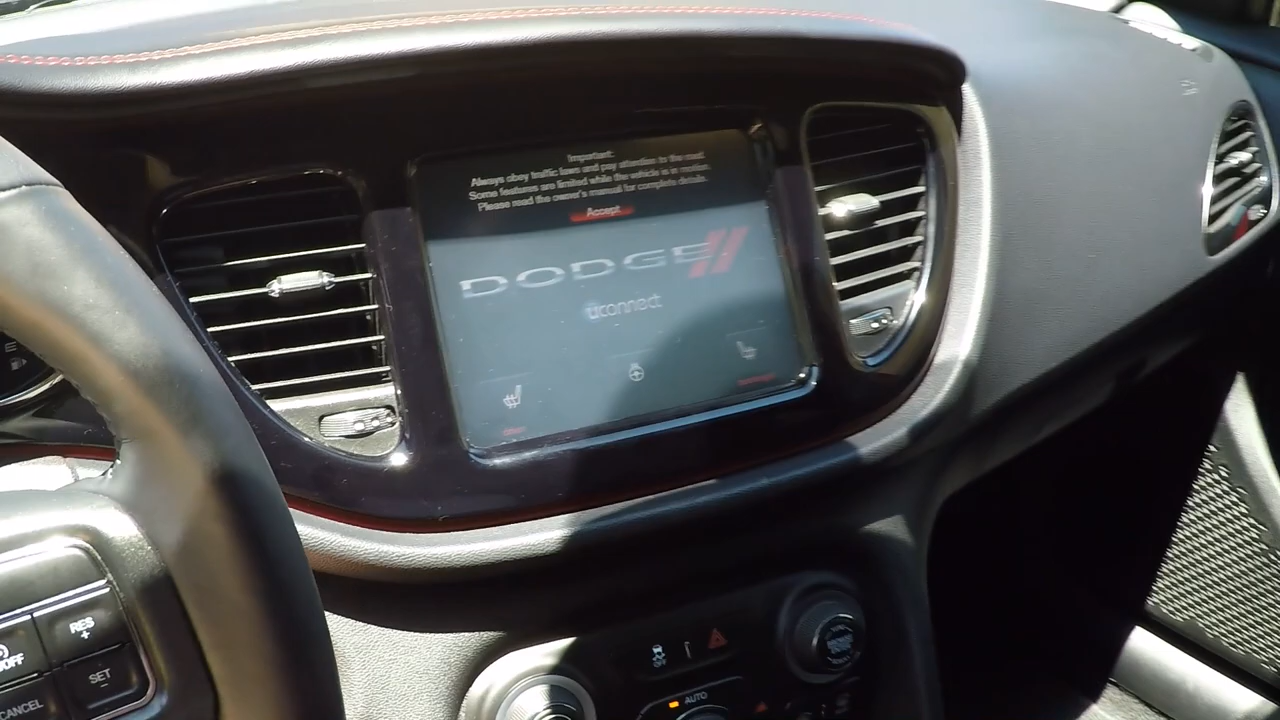 Important:
Always obey traffic laws and pay attention to the road.
Some features are limited while the vehicle is in motion.
Please read the owner's manual for complete details.
Accept
DODGE
uconnect
E
RES
+
SET
CANCEL
OFF
AUTO